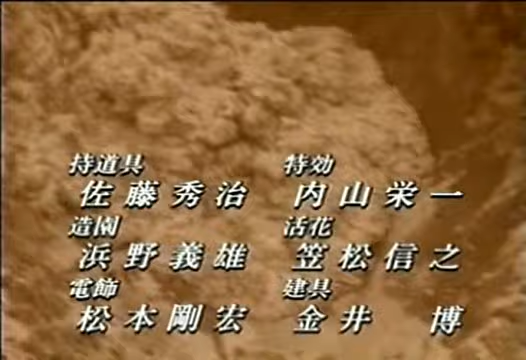 持道具
佐藤秀治
造園
浜野義雄
電飾
松本剛宏
特効
内山栄一
活花
笠松信之
建具
金井 博